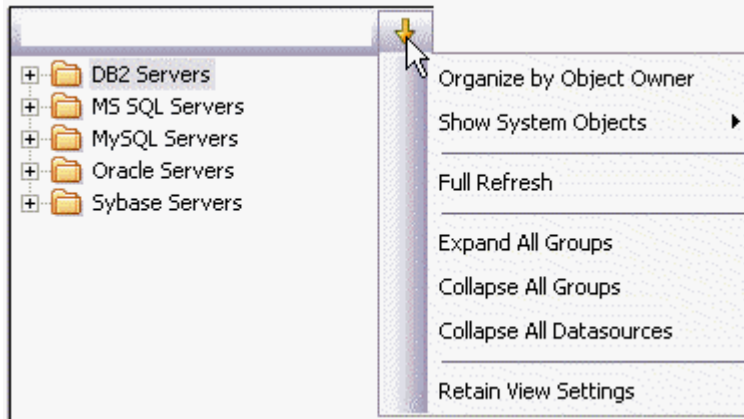 DB2 Servers
MS SQL Servers
MySQL Servers
Oracle Servers
Sybase Servers
Organize by Object Owner
Show System Objects
Full Refresh
Expand All Groups
Collapse All Groups
Collapse All Datasources
Retain View Settings